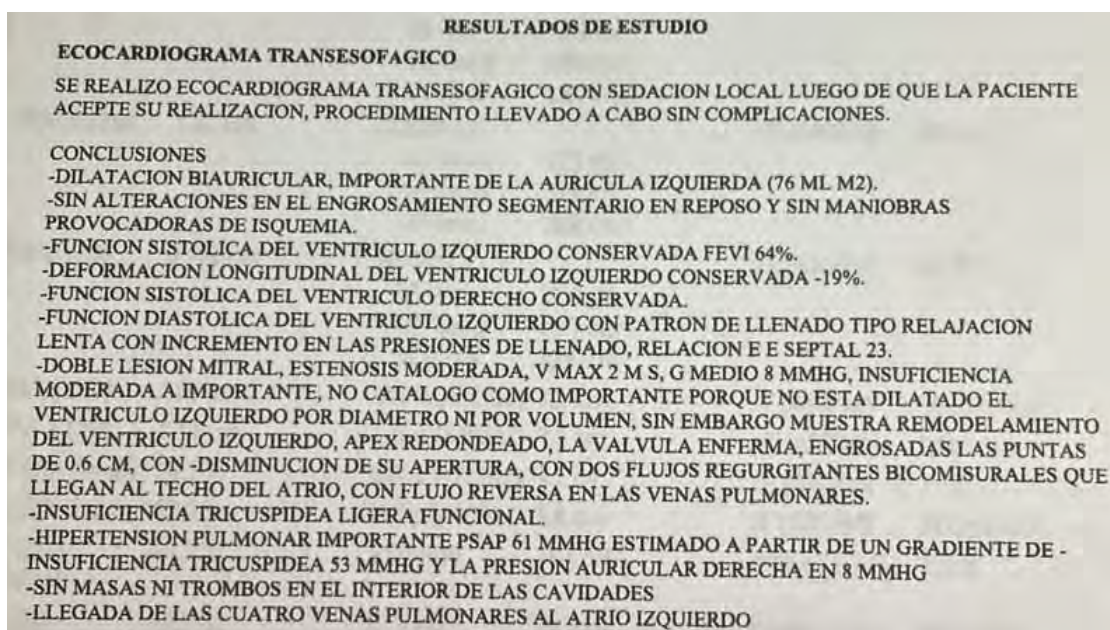 RESULTADOS DE ESTUDIO
ECOCARDIOGRAMA TRANSESOFAGICO
SE REALIZO ECOCARDIOGRAMA TRANSESOFAGICO CON SEDACION LOCAL LUEGO DE QUE LA PACIENTE
ACEPTE SU REALIZACION, PROCEDIMIENTO LLEVADO A CABO SIN COMPLICACIONES.
CONCLUSIONES
-DILATACION BIAURICULAR, IMPORTANTE DE LA AURICULA IZQUIERDA (76 ML M2).
-SIN ALTERACIONES EN EL ENGROSAMIENTO SEGMENTARIO EN REPOSO Y SIN MANIOBRAS
PROVOCADORAS DE ISQUEMIA.
-FUNCION SISTOLICA DEL VENTRICULO IZQUIERDO CONSERVADA FEVI 64%.
-DEFORMACION LONGITUDINAL DEL VENTRICULO IZQUIERDO CONSERVADA -19%.
-FUNCION SISTOLICA DEL VENTRICULO DERECHO CONSERVADA.
-FUNCION DIASTOLICA DEL VENTRICULO IZQUIERDO CON PATRON DE LLENADO TIPO RELAJACION
LENTA CON INCREMENTO EN LAS PRESIONES DE LLENADO, RELACION E E SEPTAL 23.
-DOBLE LESION MITRAL, ESTENOSIS MODERADA, V MAX 2 M S, G MEDIO 8 MMHG, INSUFICIENCIA
MODERADA A IMPORTANTE, NO CATALOGO COMO IMPORTANTE PORQUE NO ESTA DILATADO EL
VENTRICULO IZQUIERDO POR DIAMETRO NI POR VOLUMEN, SIN EMBARGO MUESTRA REMODELAMIENTO
DEL VENTRICULO IZQUIERDO, APEX REDONDEADO, LA VALVULA ENFERMA, ENGROSADAS LAS PUNTAS
DE 0.6 CM, CON -DISMINUCION DE SU APERTURA, CON DOS FLUJOS REGURGITANTES BICOMISURALES QUE
LLEGAN AL TECHO DEL ATRIO, CON FLUJO REVERSA EN LAS VENAS PULMONARES.
-INSUFICIENCIA TRICUSPIDEA LIGERA FUNCIONAL.
-HIPERTENSION PULMONAR IMPORTANTE PSAP 61 MMHG ESTIMADO A PARTIR DE UN GRADIENTE DE -
INSUFICIENCIA TRICUSPIDEA 53 MMHG Y LA PRESION AURICULAR DERECHA EN 8 MMHG
-SIN MASAS NI TROMBOS EN EL INTERIOR DE LAS CAVIDADES
-LLEGADA DE LAS CUATRO VENAS PULMONARES AL ATRIO IZQUIERDO